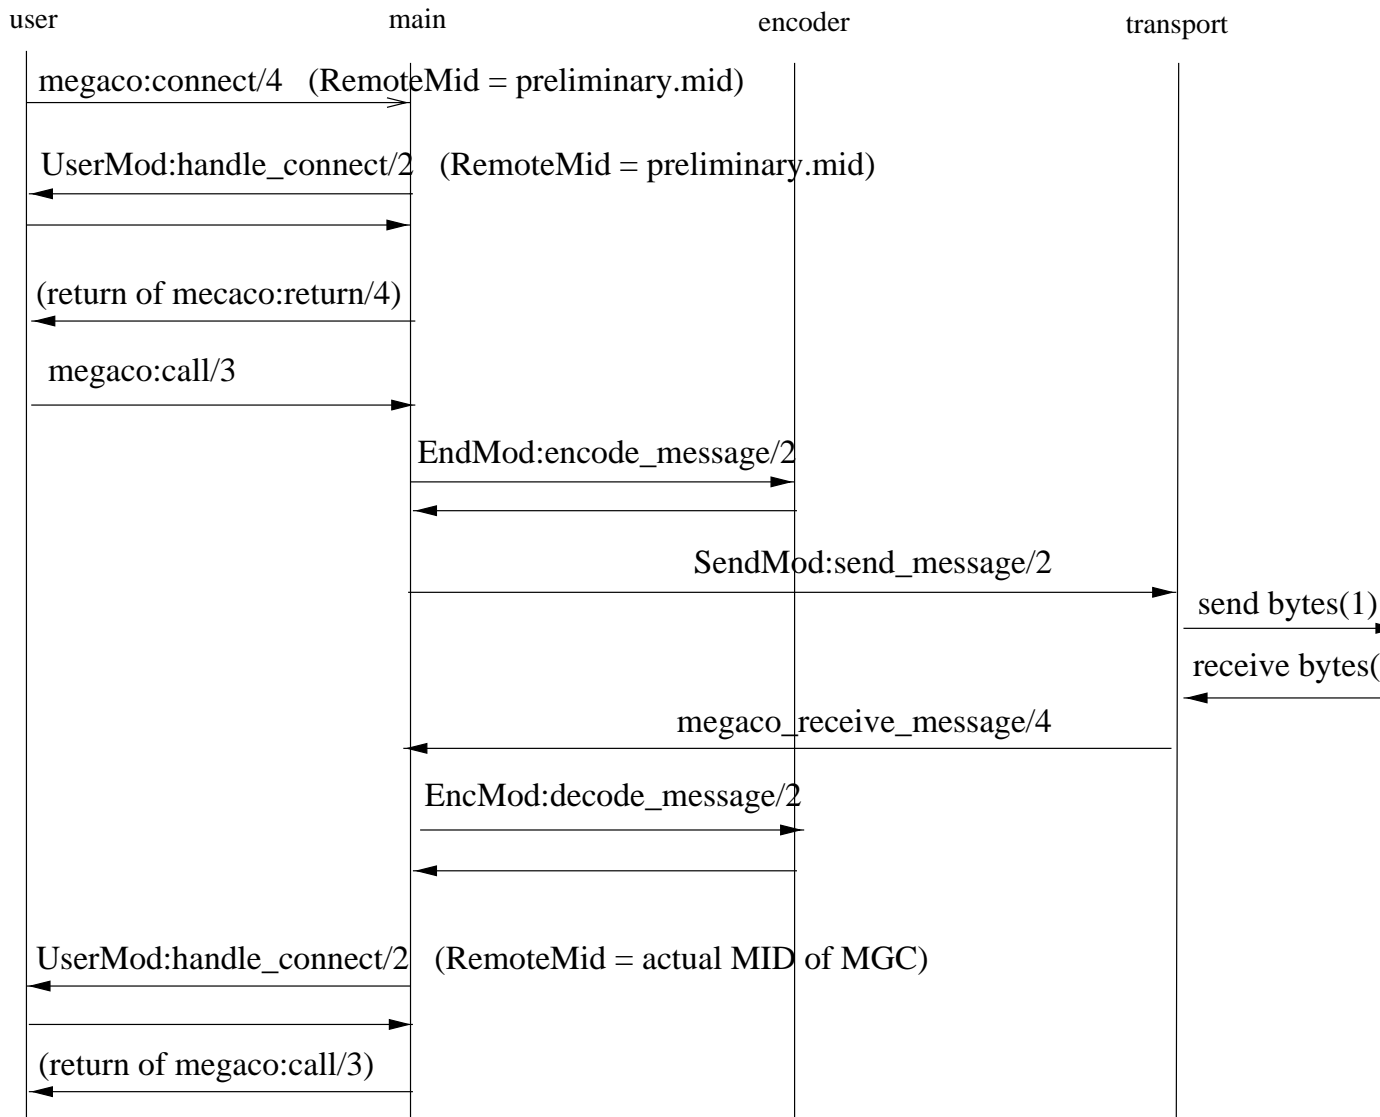 user main encoder transport
megaco:connect/4 (RemoteMid = preliminary.mid)
UserMod:handle_connect/2 (RemoteMid = preliminary.mid)
(return of mecaco:return/4)
megaco:call/3
EndMod:encode_message/2
SendMod:send_message/2
send bytes(1)
receive bytes(
megaco_receive_message/4
EncMod:decode_message/2
UserMod:handle_connect/2 (RemoteMid = actual MID of MGC)
(return of megaco:call/3)